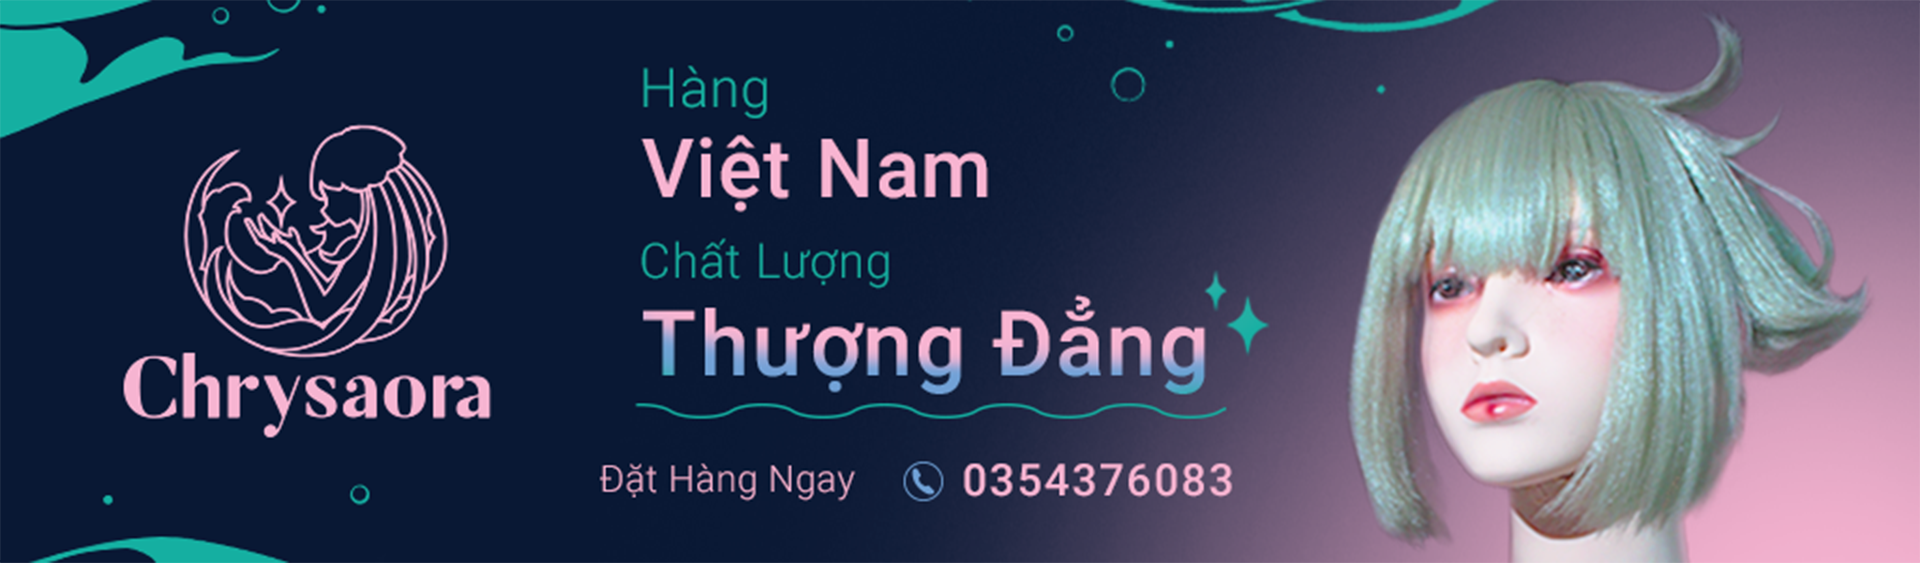 Chrysaora
Hàng
Việt Nam
Chất Lượng
Thượng Đẳng
Đặt Hàng Ngay 0354376083